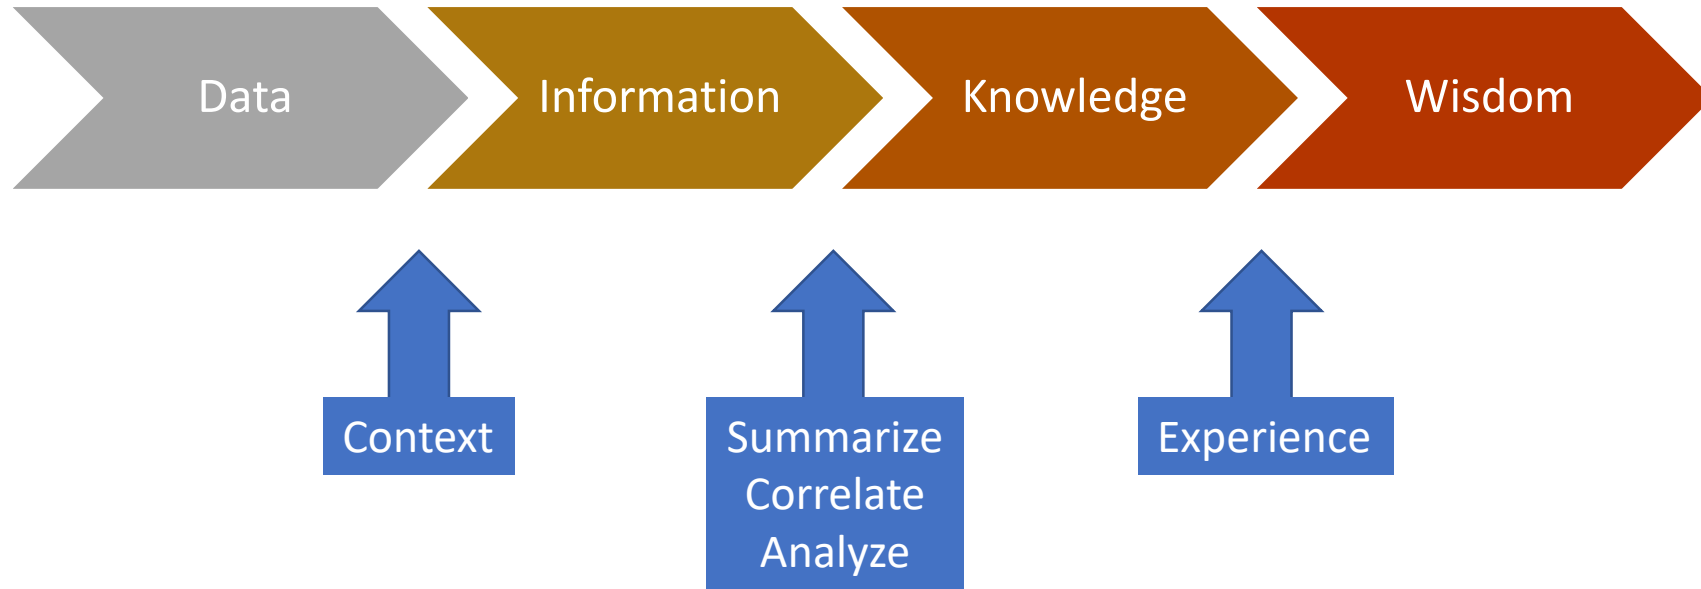 Data
Information
Knowledge
Wisdom
Context
Summarize
Correlate
Analyze
Experience